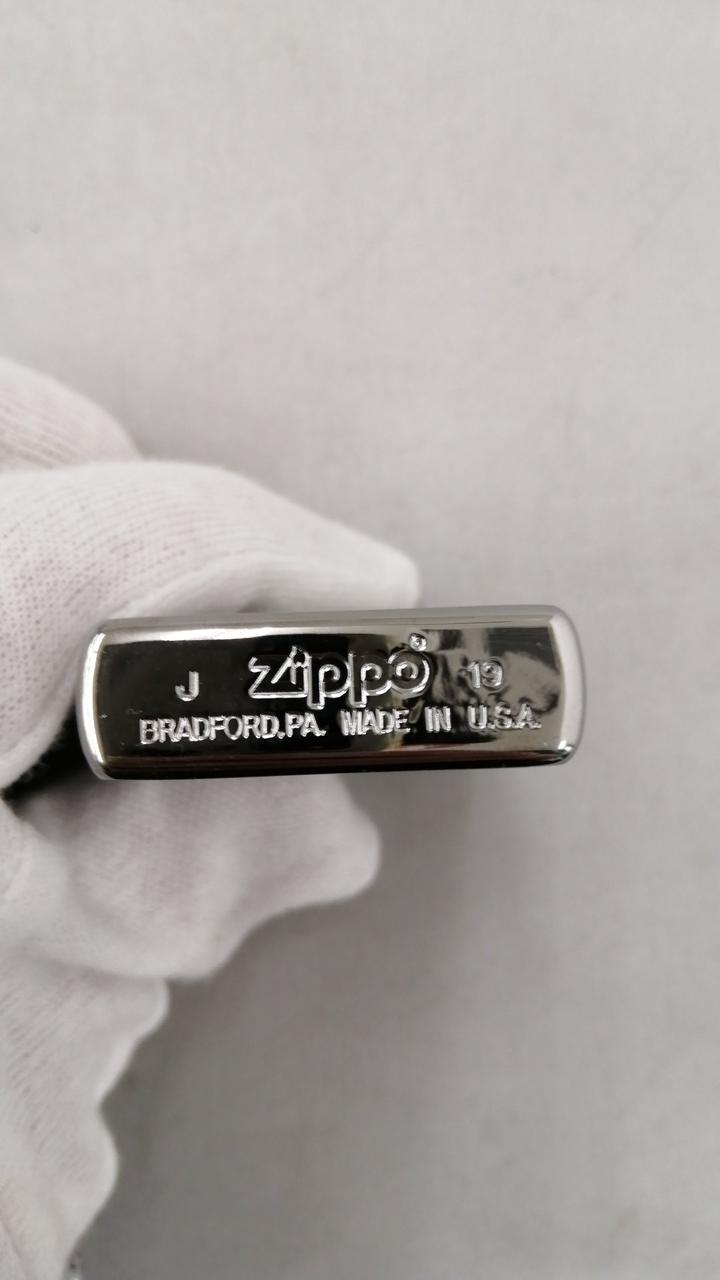 J Zippo® 19
BRADFORD,PA. MADE IN U.S.A.